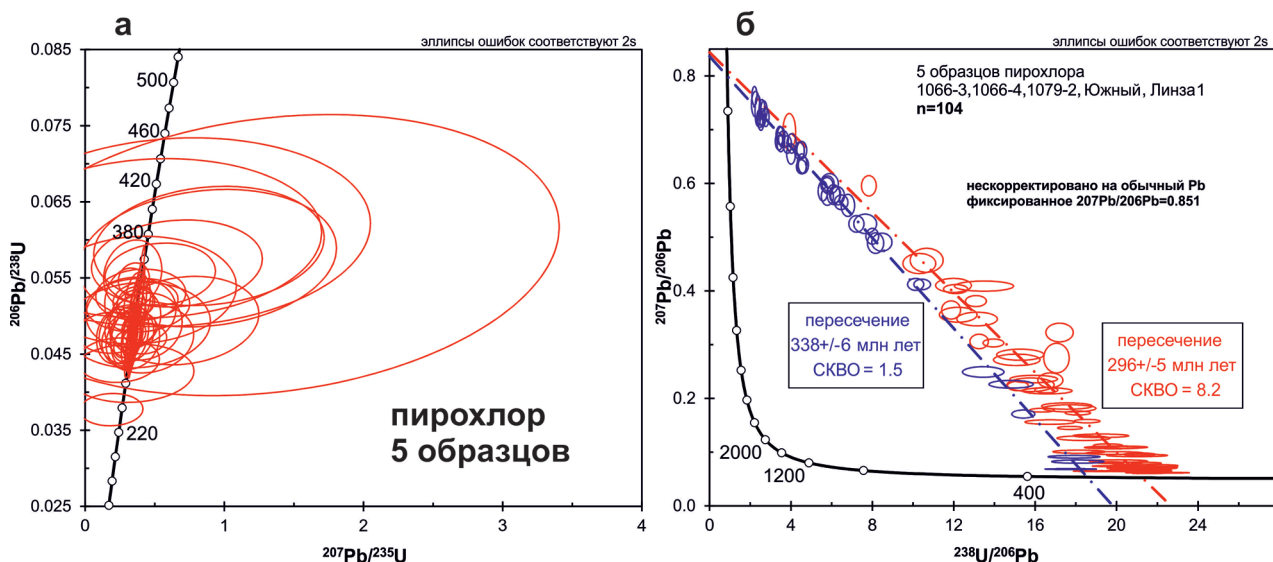 а
эллипсы ошибок соответствуют 2s
0.085
0.075
0.065
0.055
0.045
0.035
0.025
206Pb/238U
500
460
420
380
220
пирохлор
5 образцов
0
1
2
3
4
207Pb/235U
б
эллипсы ошибок соответствуют 2s
0.8
0.6
0.4
0.2
0.0
207Pb/206Pb
5 образцов пирохлора
1066-3,1066-4,1079-2, Южный, Линза1
n=104
нескорректировано на обычный Pb
фиксированное 207Pb/206Pb=0.851
пересечение
338+/-6 млн лет
СКВО = 1.5
пересечение
296+/-5 млн лет
СКВО = 8.2
2000
1200
400
0
4
8
12
16
20
24
238U/206Pb